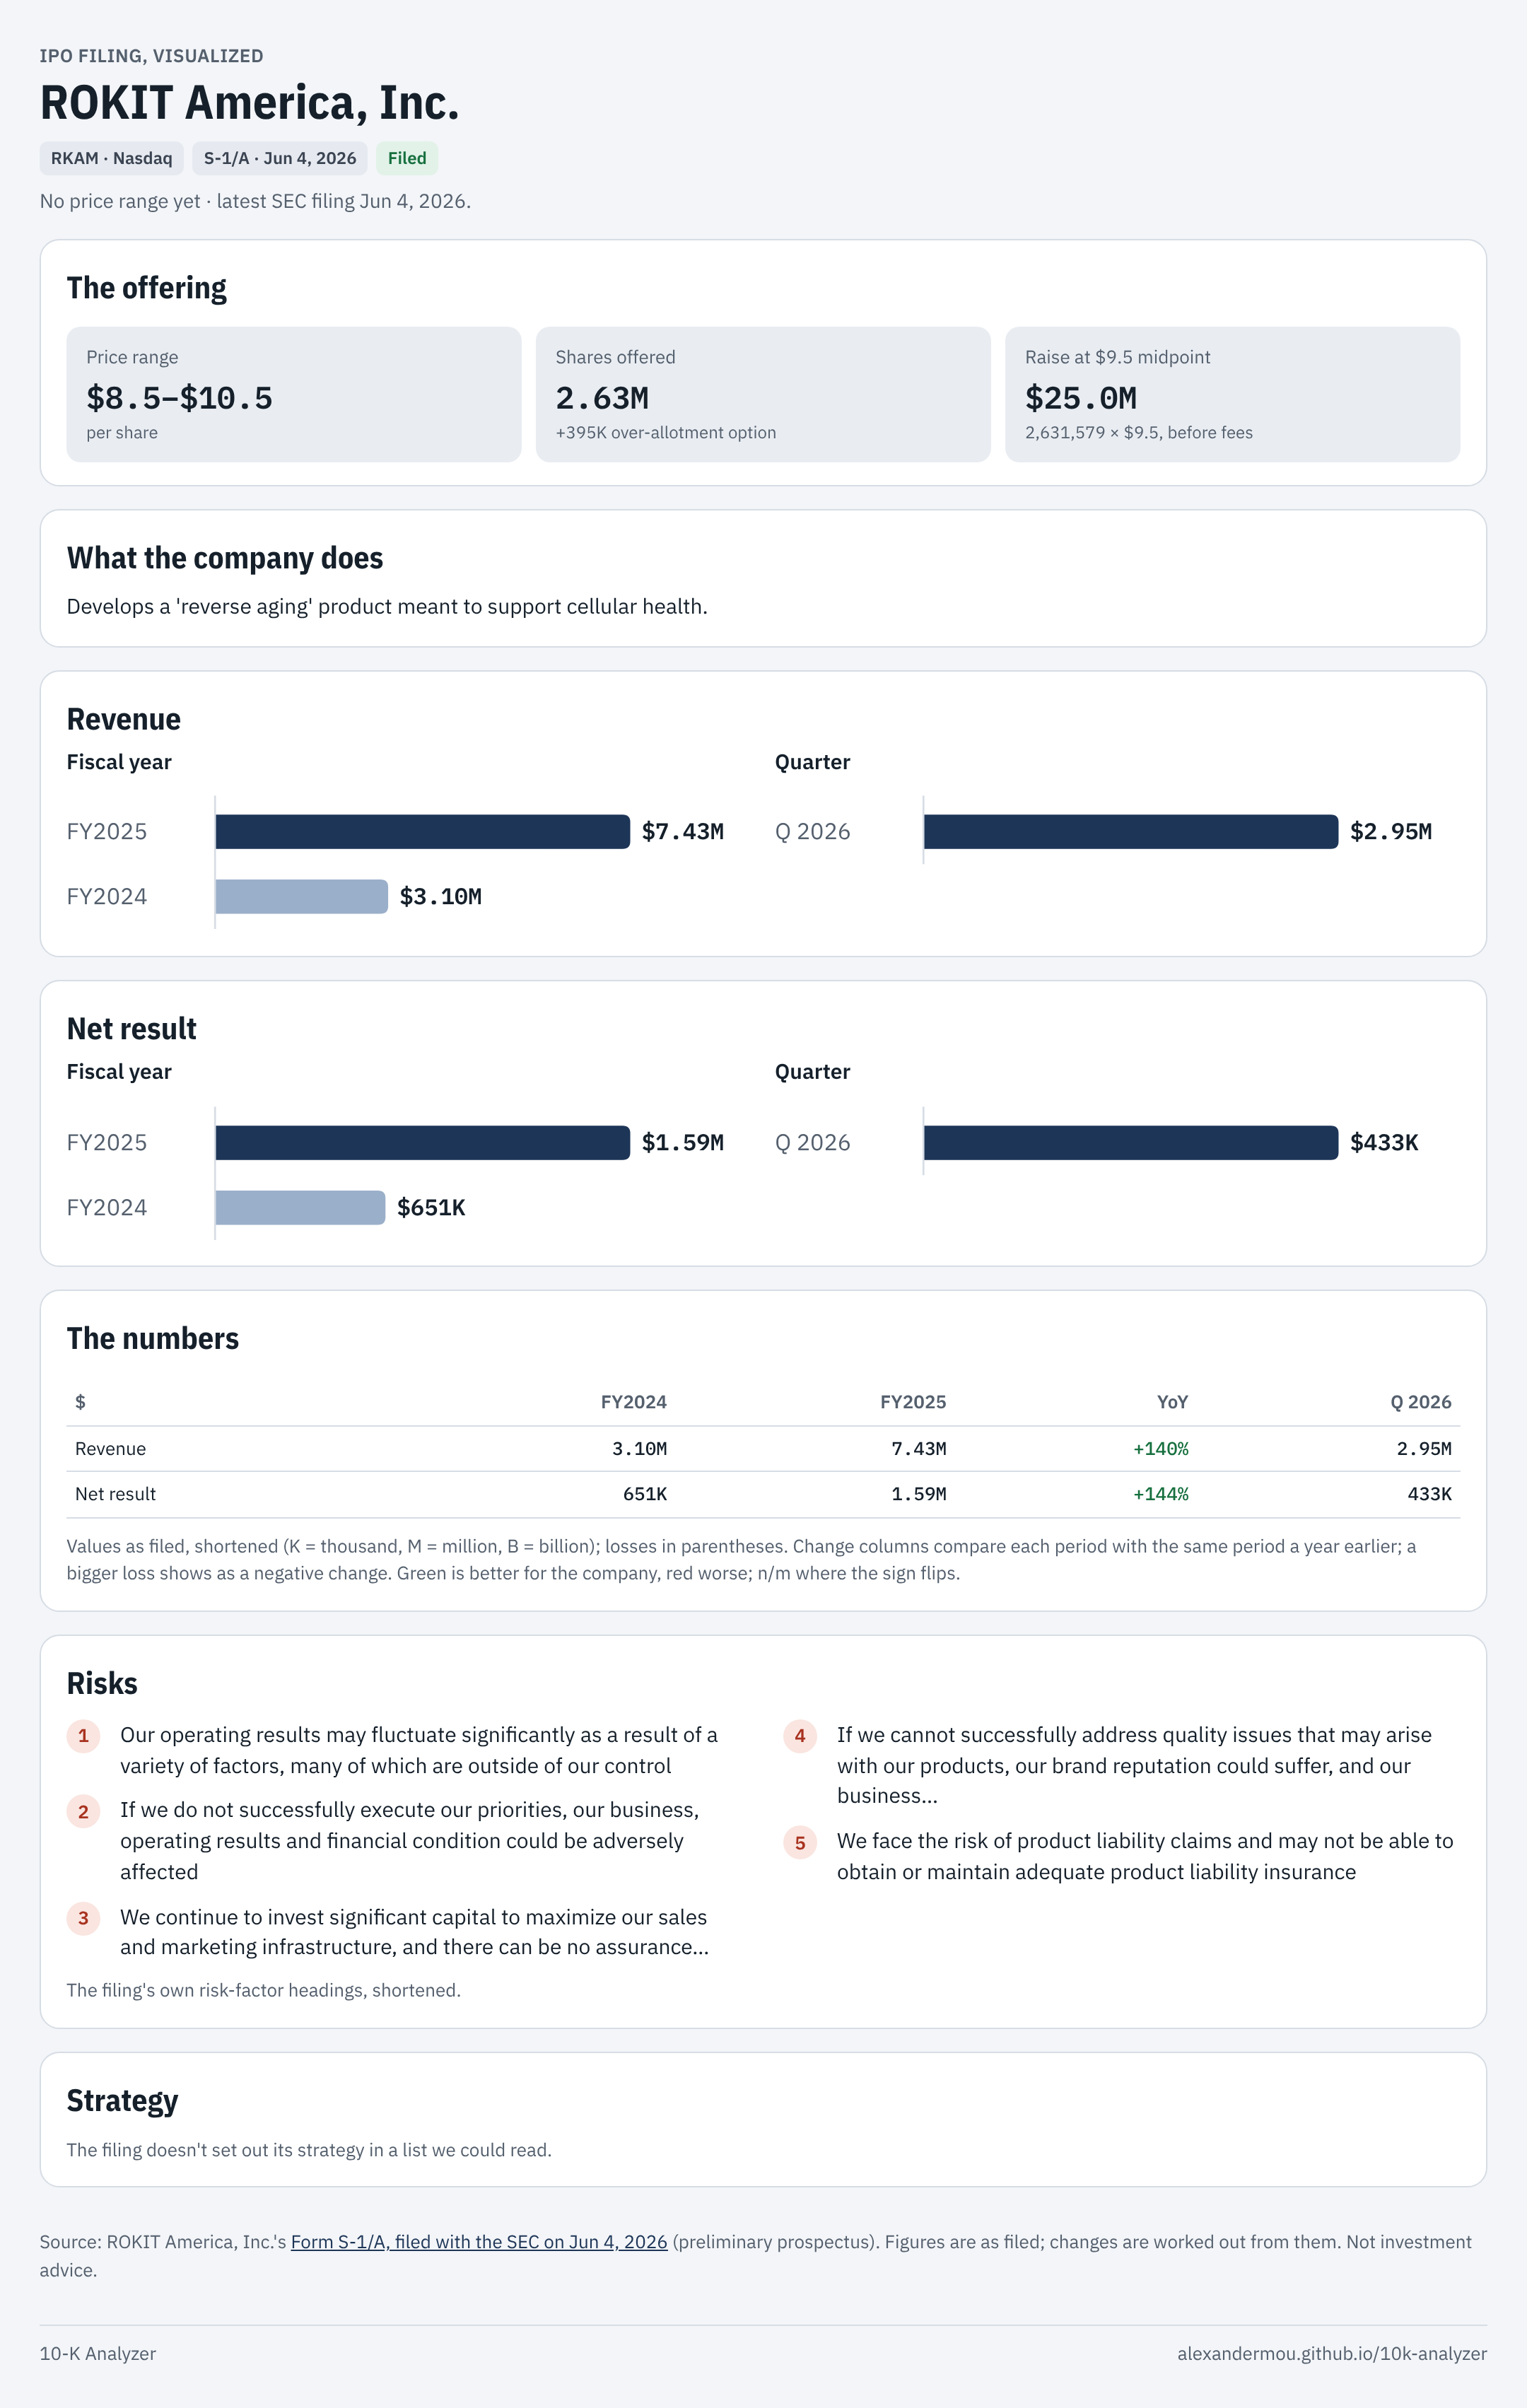 IPO FILING, VISUALIZED
ROKIT America, Inc.
RKAM · Nasdaq
S-1/A · Jun 4, 2026
Filed
No price range yet · latest SEC filing Jun 4, 2026.
The offering
Price range
$8.5–$10.5
per share
Shares offered
2.63M
+395K over-allotment option
Raise at $9.5 midpoint
$25.0M
2,631,579 × $9.5, before fees
What the company does
Develops a 'reverse aging' product meant to support cellular health.
Revenue
Fiscal year
FY2025 $7.43M
FY2024 $3.10M
Quarter
Q 2026 $2.95M
Net result
Fiscal year
FY2025 $1.59M
FY2024 $651K
Quarter
Q 2026 $433K
The numbers
$ FY2024 FY2025 YoY Q 2026
Revenue 3.10M 7.43M +140% 2.95M
Net result 651K 1.59M +144% 433K
Values as filed, shortened (K = thousand, M = million, B = billion); losses in parentheses. Change columns compare each period with the same period a year earlier; a
bigger loss shows as a negative change. Green is better for the company, red worse; n/m where the sign flips.
Risks
1 Our operating results may fluctuate significantly as a result of a
variety of factors, many of which are outside of our control
2 If we do not successfully execute our priorities, our business,
operating results and financial condition could be adversely
affected
3 We continue to invest significant capital to maximize our sales
and marketing infrastructure, and there can be no assurance…
4 If we cannot successfully address quality issues that may arise
with our products, our brand reputation could suffer, and our
business…
5 We face the risk of product liability claims and may not be able to
obtain or maintain adequate product liability insurance
The filing's own risk-factor headings, shortened.
Strategy
The filing doesn't set out its strategy in a list we could read.
Source: ROKIT America, Inc.'s Form S-1/A, filed with the SEC on Jun 4, 2026 (preliminary prospectus). Figures are as filed; changes are worked out from them. Not investment
advice.
10-K Analyzer
alexandermou.github.io/10k-analyzer